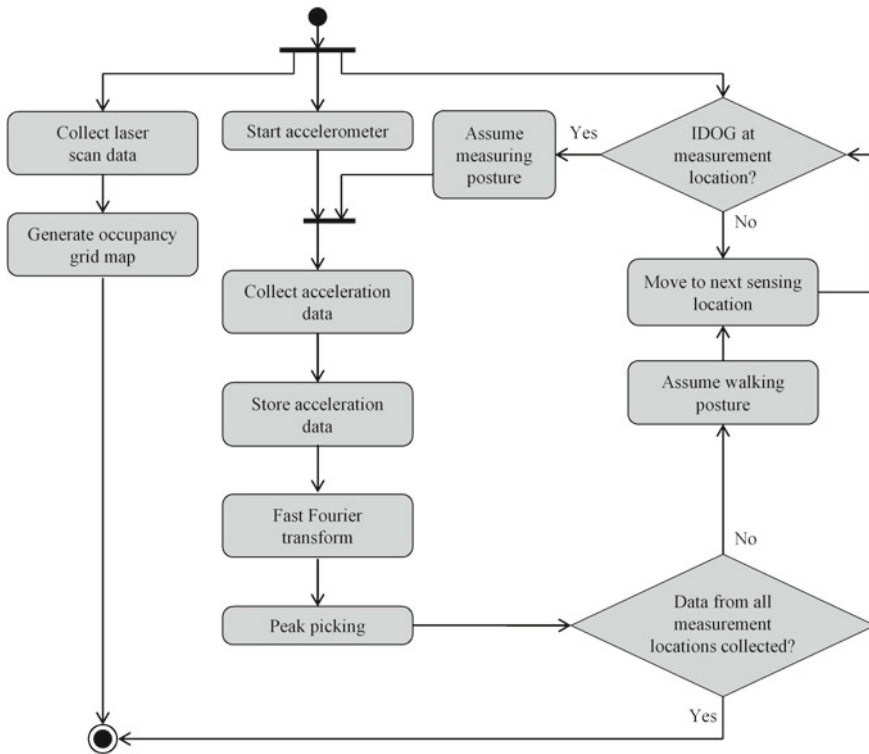 Collect laser
scan data
Start accelerometer
Assume
measuring
posture
Yes
IDOG at
measurement
location?
No
Generate occupancy
grid map
Collect acceleration
data
Move to next sensing
location
Store acceleration
data
Assume walking
posture
Fast Fourier
transform
No
Peak picking
Data from all
measurement
locations collected?
Yes